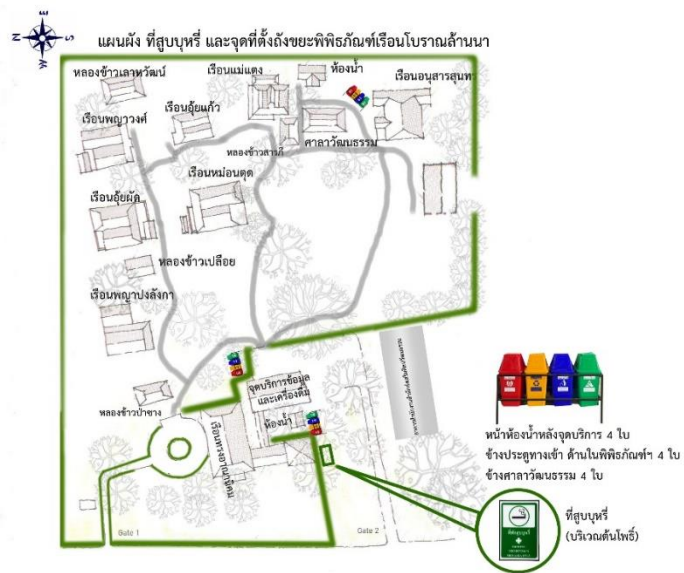 N
E
S
W
แผนผัง ที่สูบบุหรี่ และจุดที่ตั้งถังขยะพิพิธภัณฑ์เรือนโบราณล้านนา
หลองข้าวเลาหวัฒน์
เรือนแม่แตง
ห้องน้ำ
เรือนอนุสารสุนทร
เรือนพญาวงศ์
เรือนอุ๊ยแก้ว
หลองข้าวสารภี
ศาลาวัฒนธรรม
เรือนหม่อนตุด
เรือนอุ๊ยผัด
หลองข้าวเปลือย
เรือนพญาปงลังกา
หลองข้าวป่าซาง
จุดบริการข้อมูล
และเครื่องดื่ม
ห้องน้ำ
เรือนทรงอาณานิคม
Gate 1
Gate 2
หน้าห้องน้ำหลังจุดบริการ 4 ใบ
ข้างประตูทางเข้า ด้านในพิพิธภัณฑ์ฯ 4 ใบ
ข้างศาลาวัฒนธรรม 4 ใบ
ที่สูบบุหรี่
(บริเวณต้นโพธิ์)